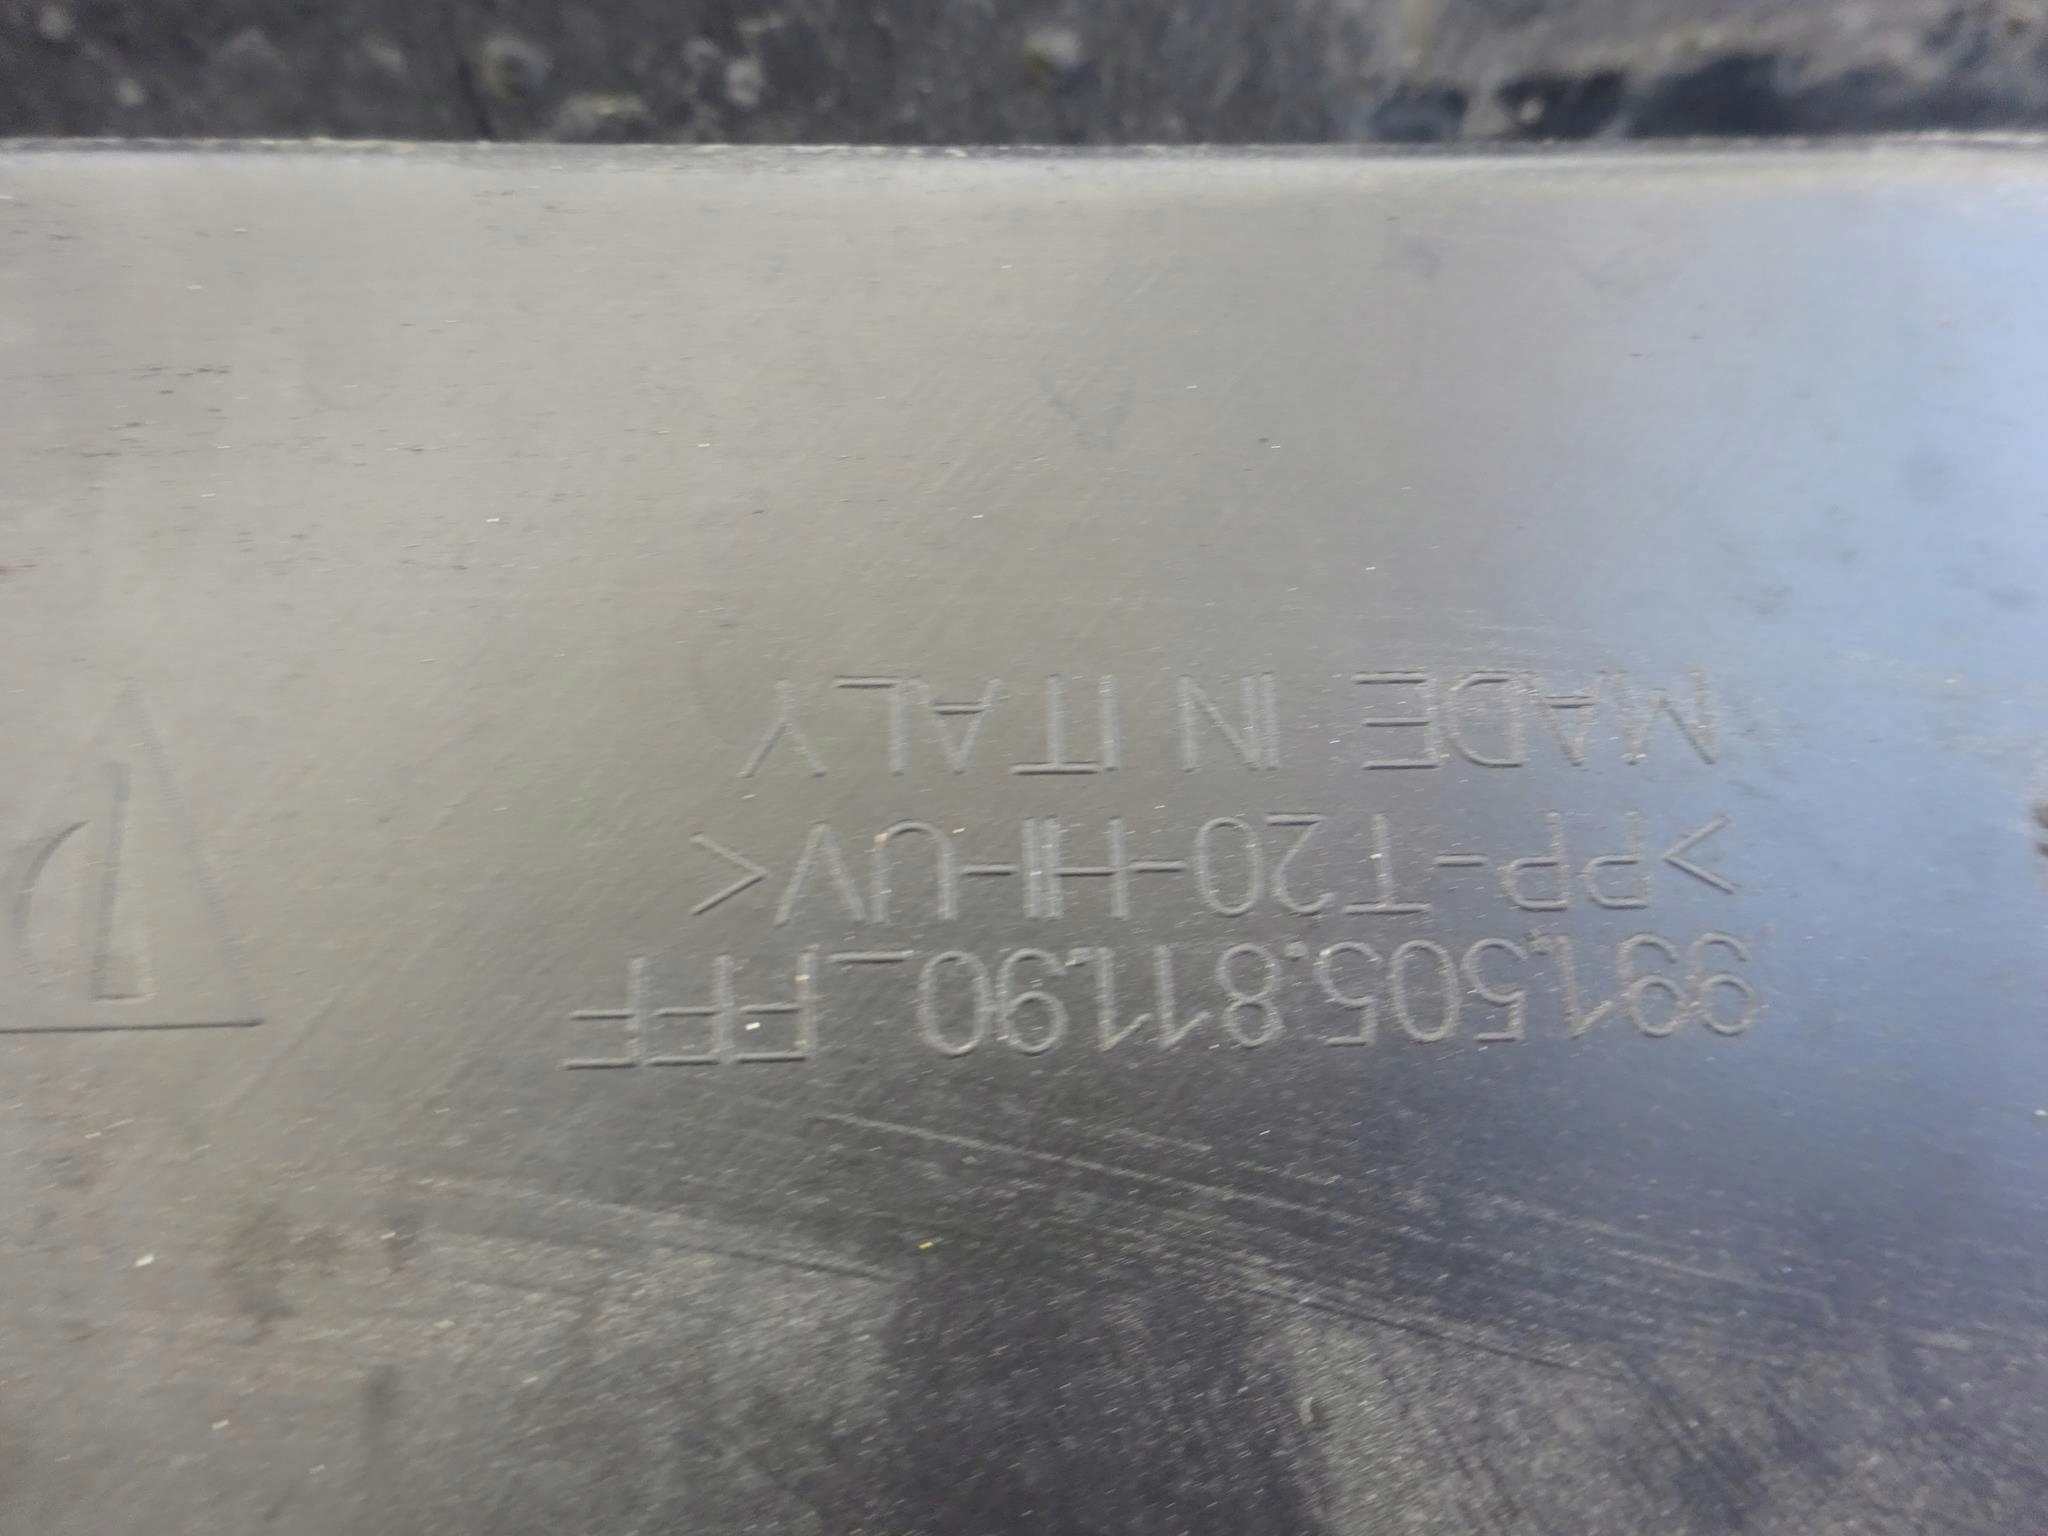 991.505.811.90_FFF
>PP-T20-HI-UV<
MADE IN ITALY